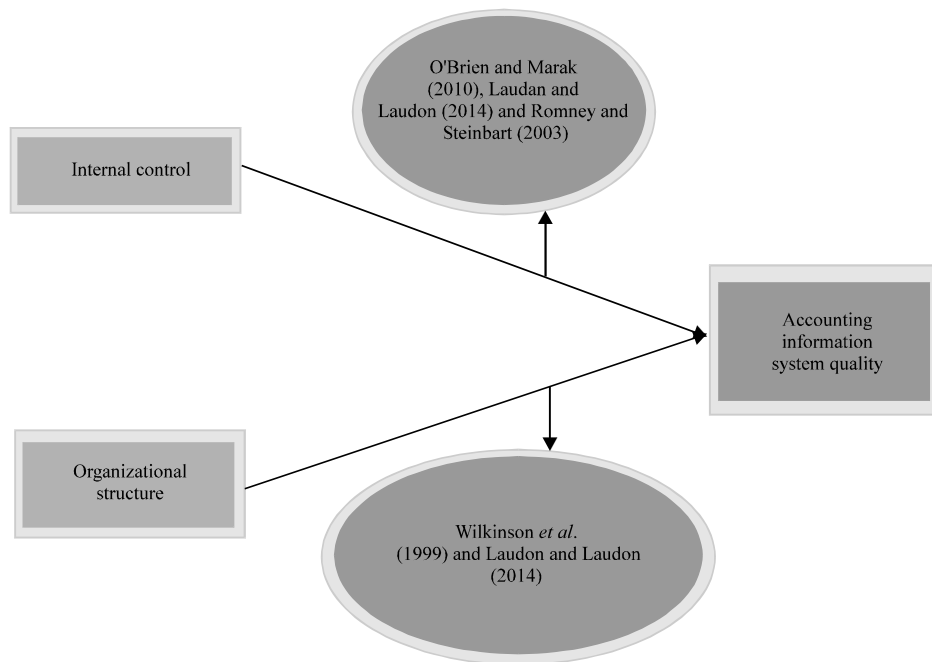 O'Brien and Marak
(2010), Laudan and
Laudon (2014) and Romney and
Steinbart (2003)
Internal control
Accounting
information
system quality
Organizational
structure
Wilkinson et al.
(1999) and Laudon and Laudon
(2014)